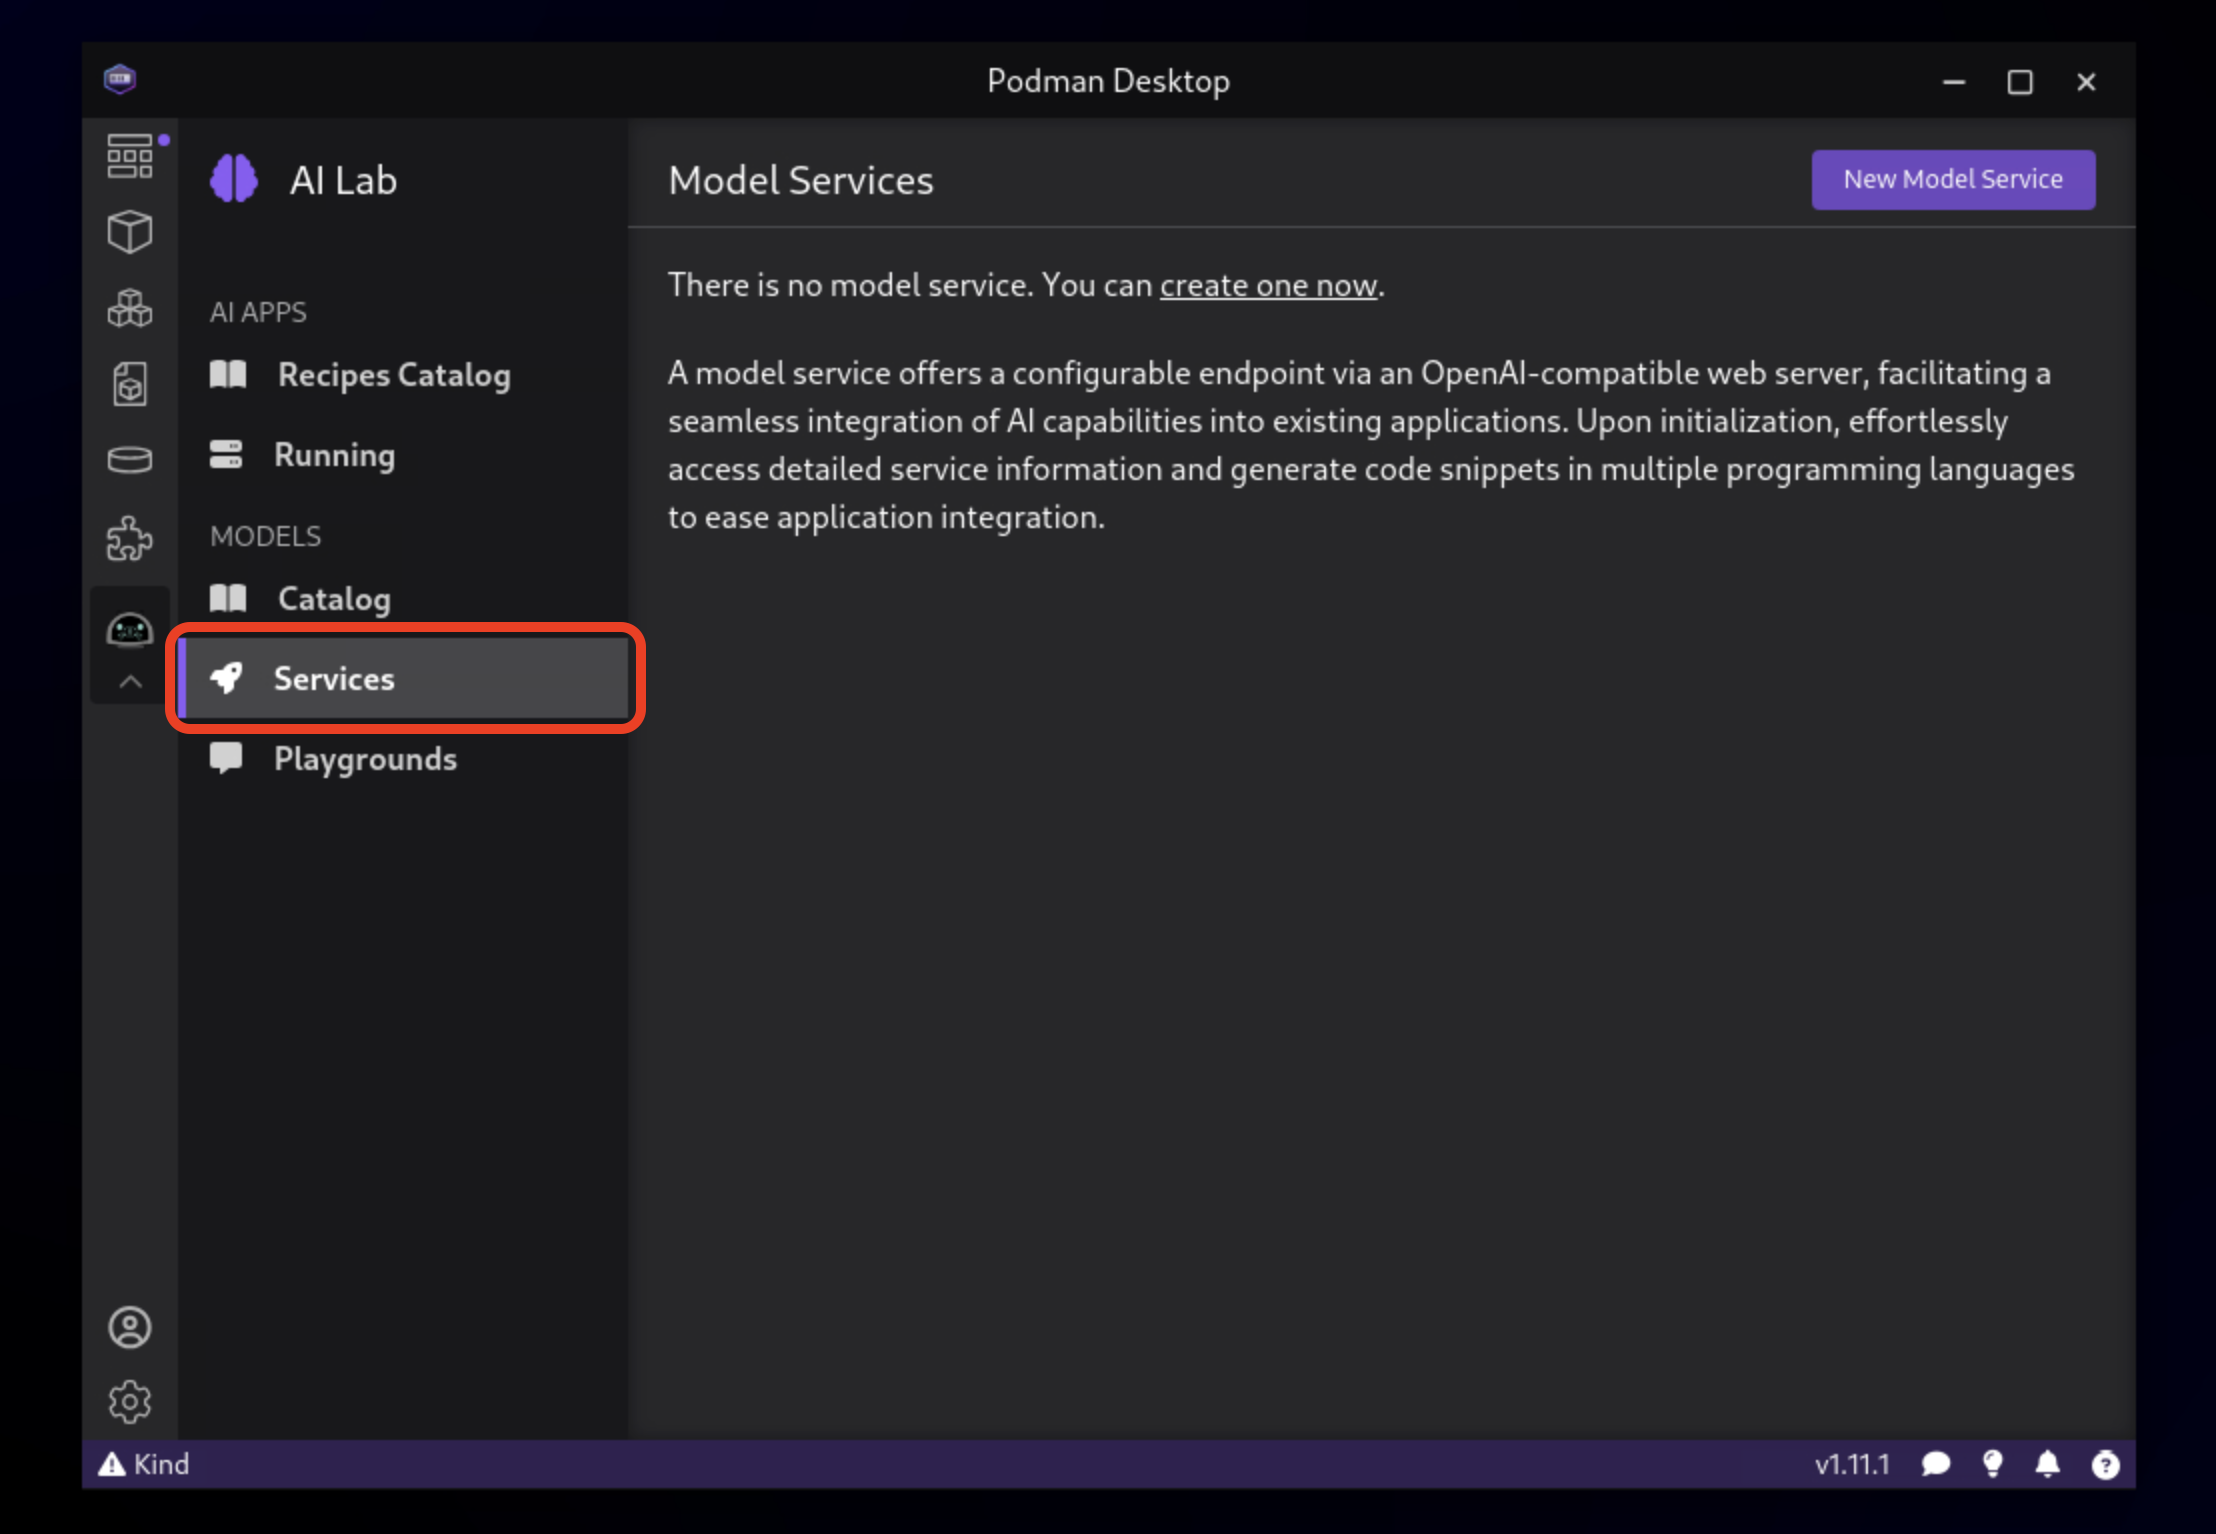 Podman Desktop
AI Lab
AI APPS
Recipes Catalog
Running
MODELS
Catalog
Services
Playgrounds
Model Services
New Model Service
There is no model service. You can create one now.
A model service offers a configurable endpoint via an OpenAI-compatible web server, facilitating a
seamless integration of AI capabilities into existing applications. Upon initialization, effortlessly
access detailed service information and generate code snippets in multiple programming languages
to ease application integration.
Kind
v1.11.1